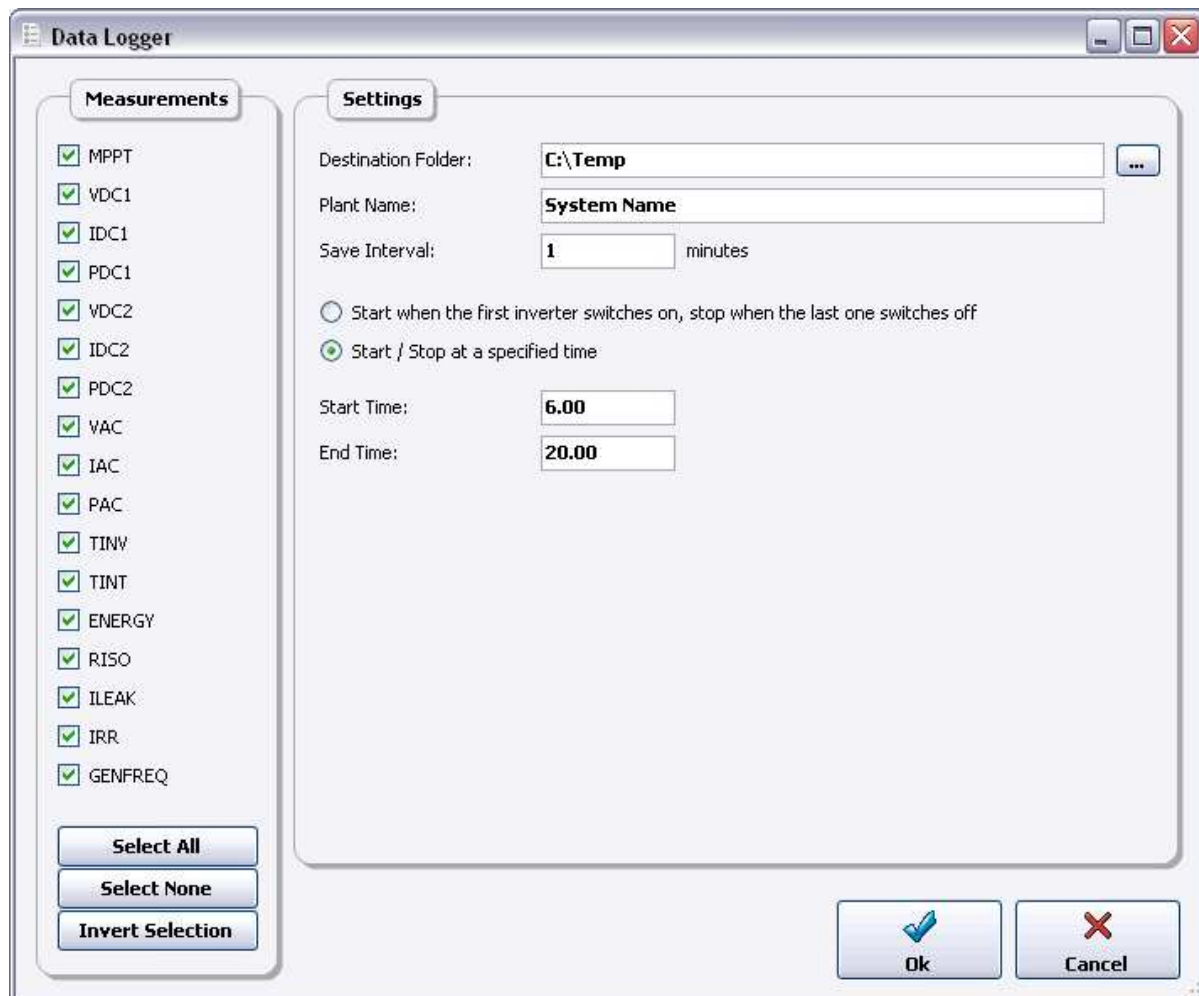 Data Logger
Measurements
MPPT
VDC1
IDC1
PDC1
VDC2
IDC2
PDC2
VAC
IAC
PAC
TINV
TINT
ENERGY
RISO
ILEAK
IRR
GENFREQ
Select All
Select None
Invert Selection
Settings
Destination Folder: C:\Temp ...
Plant Name: System Name
Save Interval: 1 minutes
Start when the first inverter switches on, stop when the last one switches off
Start / Stop at a specified time
Start Time: 6.00
End Time: 20.00
Ok Cancel